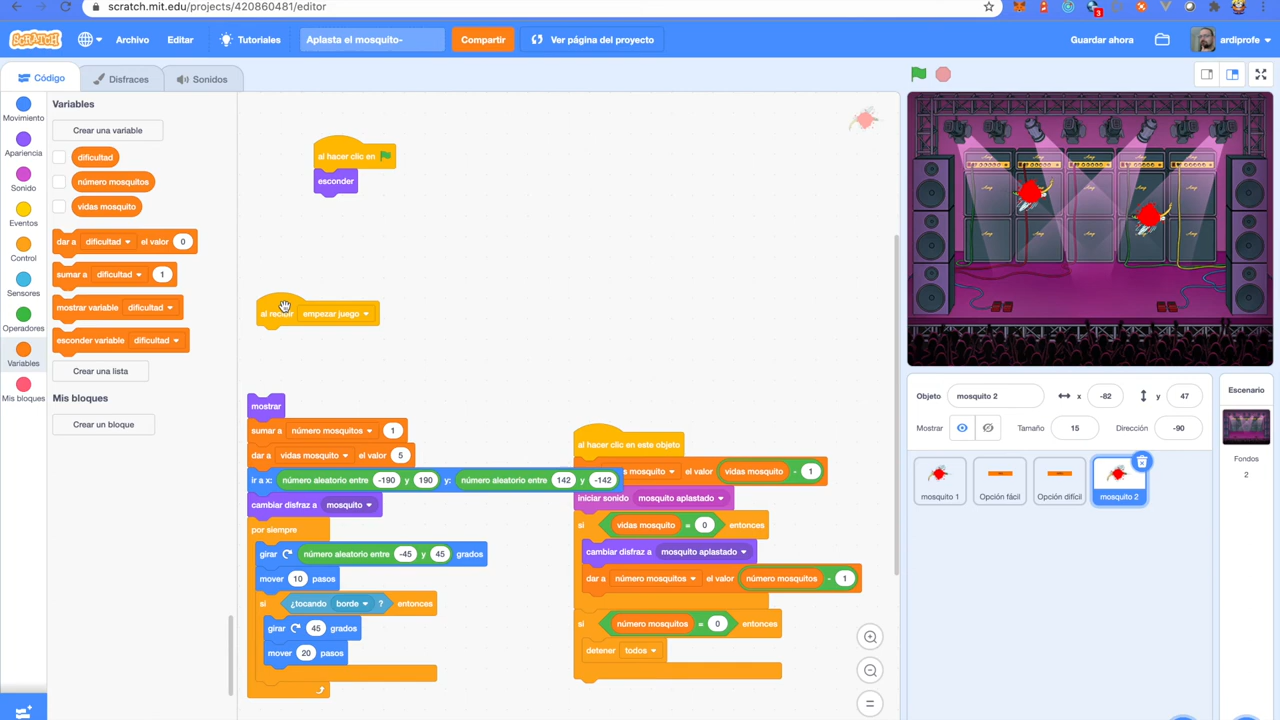 scratch.mit.edu/projects/420860481/editor
SCRATCH
Archivo
Editar
Tutoriales
Aplasta el mosquito-
Compartir
Ver página del proyecto
Guardar ahora
ardiprofe
Código
Disfraces
Sonidos
Movimiento
Apariencia
Sonido
Eventos
Control
Sensores
Operadores
Variables
Mis bloques
Variables
Crear una variable
dificultad
número mosquitos
vidas mosquito
dar a dificultad el valor 0
sumar a dificultad 1
mostrar variable dificultad
esconder variable dificultad
Crear una lista
Mis bloques
Crear un bloque
al hacer clic en
esconder
al recibir empezar juego
mostrar
sumar a número mosquitos 1
dar a vidas mosquito el valor 5
ir a x: número aleatorio entre -190 y 190 y: número aleatorio entre 142 y -142
cambiar disfraz a mosquito
por siempre
girar número aleatorio entre -45 y 45 grados
mover 10 pasos
si ¿tocando borde ? entonces
girar 45 grados
mover 20 pasos
al hacer clic en este objeto
mosquito el valor vidas mosquito - 1
iniciar sonido mosquito aplastado
si vidas mosquito = 0 entonces
cambiar disfraz a mosquito aplastado
dar a número mosquitos el valor número mosquitos - 1
si número mosquitos = 0 entonces
detener todos
Objeto mosquito 2 x -82 y 47
Mostrar Tamaño 15 Dirección -90
mosquito 1
Opción fácil
Opción difícil
mosquito 2
Escenario
Fondos
2